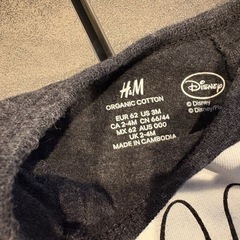 H&M
ORGANIC COTTON
EUR 62 US 3M
CA 2-4M CN 66/44
MX 62 AUS 000
UK 2-4M
MADE IN CAMBODIA
Disney
© Disney
© Disney/